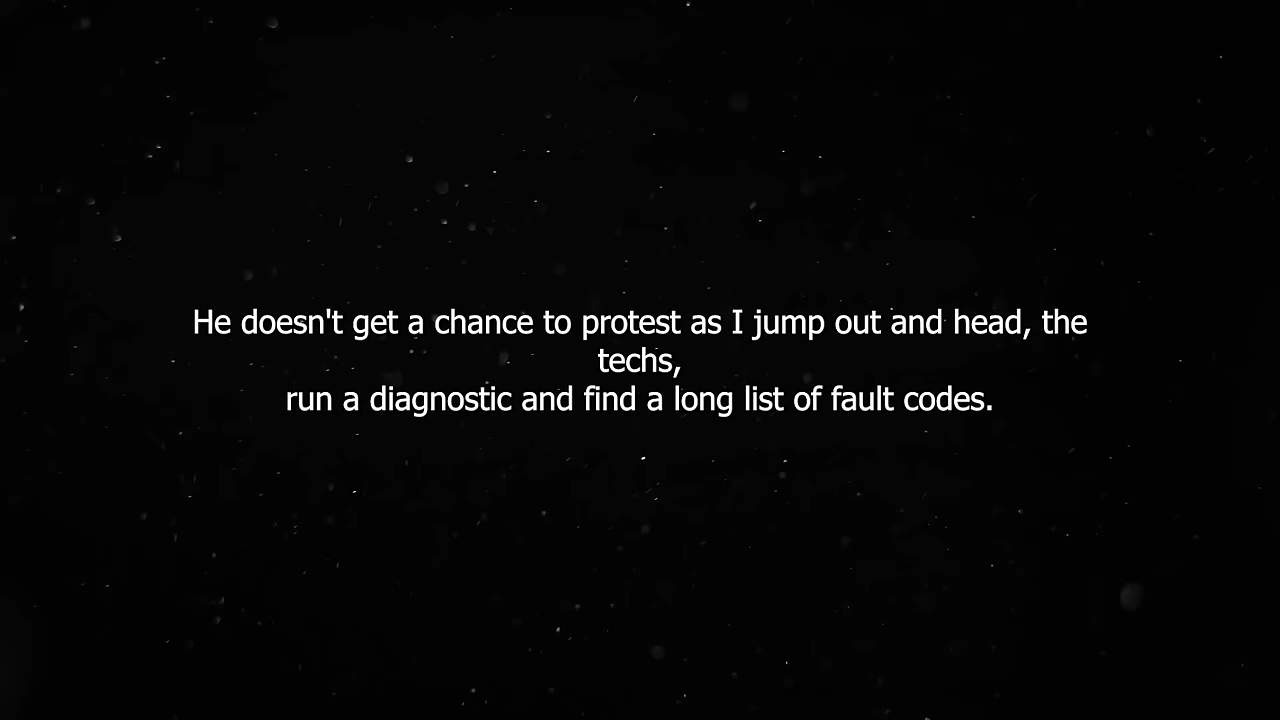 He doesn't get a chance to protest as I jump out and head, the
techs,
run a diagnostic and find a long list of fault codes.